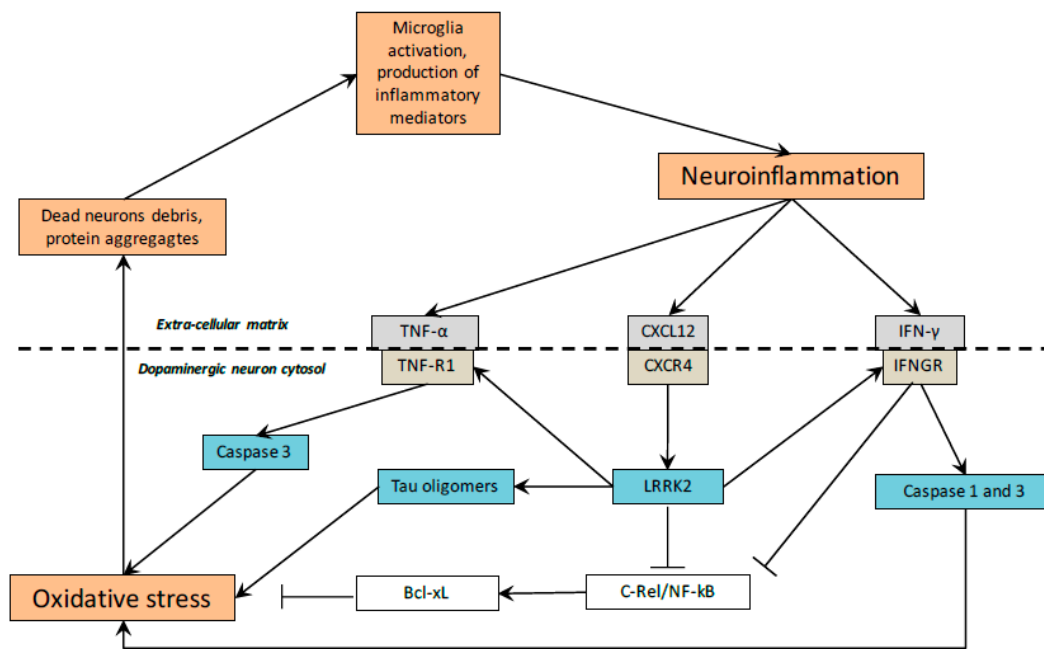 Microglia
activation,
production of
inflammatory
mediators
Neuroinflammation
Dead neurons debris,
protein aggregagtes
Extra-cellular matrix
TNF-α
CXCL12
IFN-γ
Dopaminergic neuron cytosol
TNF-R1
CXCR4
IFNGR
Caspase 3
Tau oligomers
LRRK2
Caspase 1 and 3
Oxidative stress
Bcl-xL
C-Rel/NF-kB